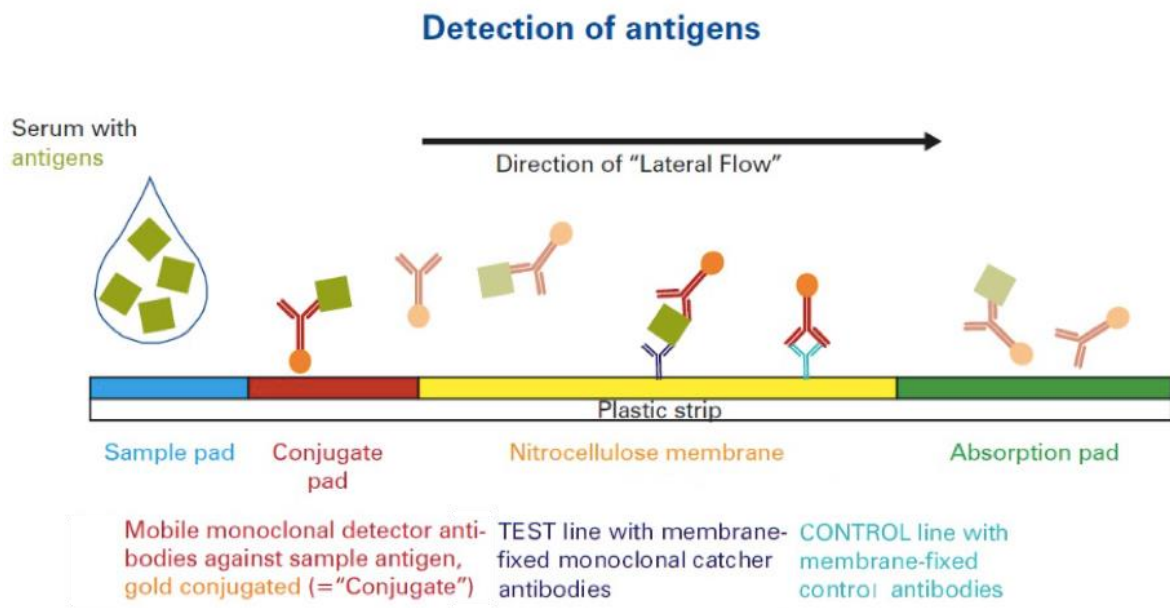 Detection of antigens
Serum with
antigens
Direction of “Lateral Flow”
Plastic strip
Sample pad
Conjugate
pad
Nitrocellulose membrane
Absorption pad
Mobile monoclonal detector anti-
bodies against sample antigen,
gold conjugated (=“Conjugate”)
TEST line with membrane-
fixed monoclonal catcher
antibodies
CONTROL line with
membrane-fixed
control antibodies